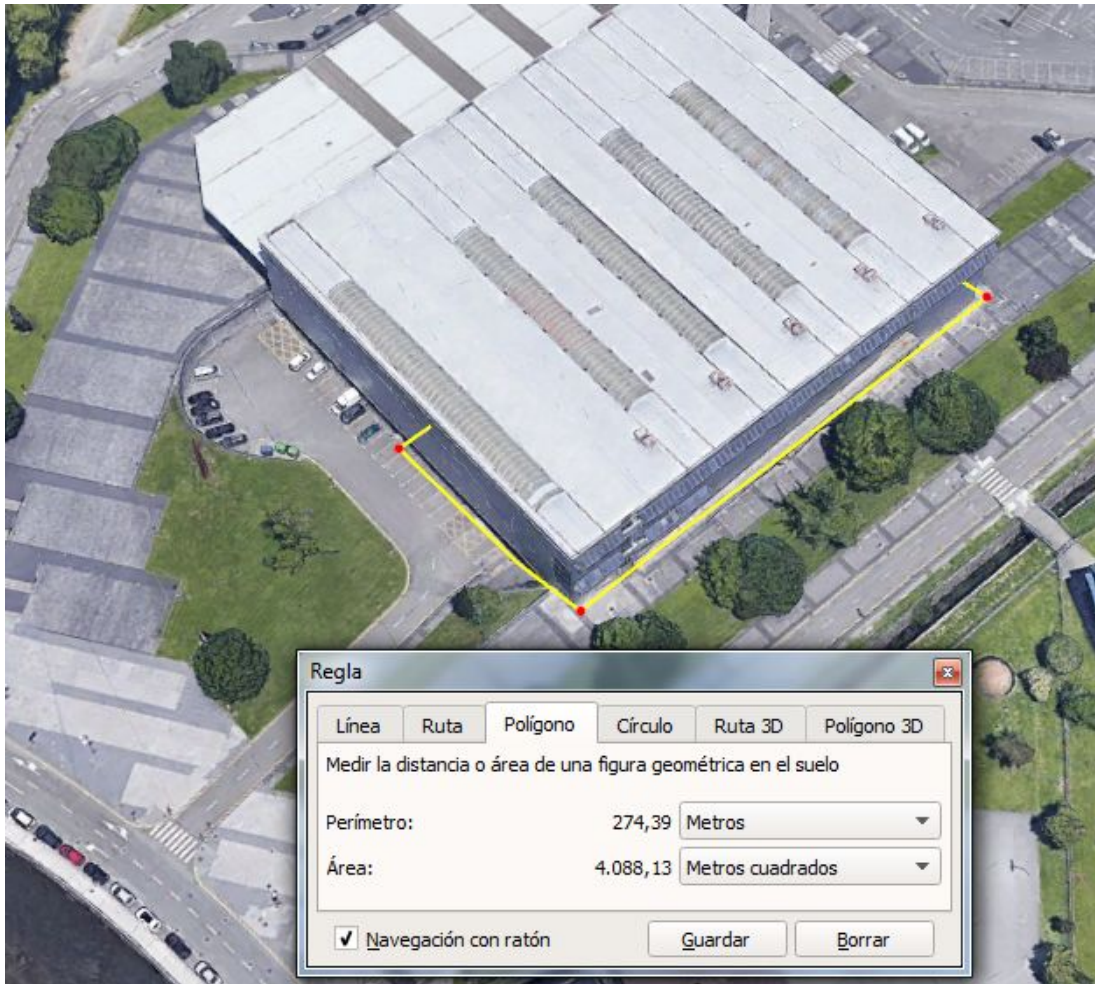 Regla
Línea Ruta Polígono Círculo Ruta 3D Polígono 3D
Medir la distancia o área de una figura geométrica en el suelo
Perímetro: 274,39 Metros
Área: 4.088,13 Metros cuadrados
Navegación con ratón Guardar Borrar